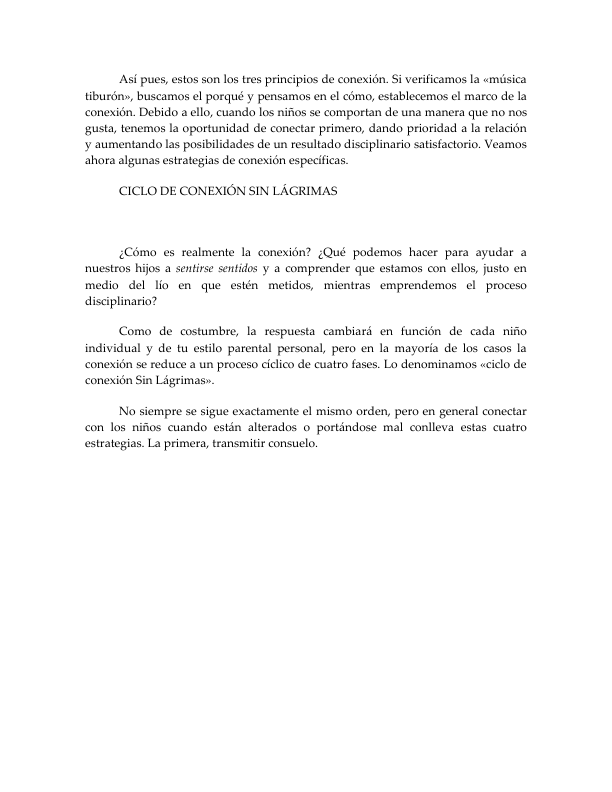 Así pues, estos son los tres principios de conexión. Si verificamos la «música
tiburón», buscamos el porqué y pensamos en el cómo, establecemos el marco de la
conexión. Debido a ello, cuando los niños se comportan de una manera que no nos
gusta, tenemos la oportunidad de conectar primero, dando prioridad a la relación
y aumentando las posibilidades de un resultado disciplinario satisfactorio. Veamos
ahora algunas estrategias de conexión específicas.
CICLO DE CONEXIÓN SIN LÁGRIMAS
¿Cómo es realmente la conexión? ¿Qué podemos hacer para ayudar a
nuestros hijos a sentirse sentidos y a comprender que estamos con ellos, justo en
medio del lío en que estén metidos, mientras emprendemos el proceso
disciplinario?
Como de costumbre, la respuesta cambiará en función de cada niño
individual y de tu estilo parental personal, pero en la mayoría de los casos la
conexión se reduce a un proceso cíclico de cuatro fases. Lo denominamos «ciclo de
conexión Sin Lágrimas».
No siempre se sigue exactamente el mismo orden, pero en general conectar
con los niños cuando están alterados o portándose mal conlleva estas cuatro
estrategias. La primera, transmitir consuelo.